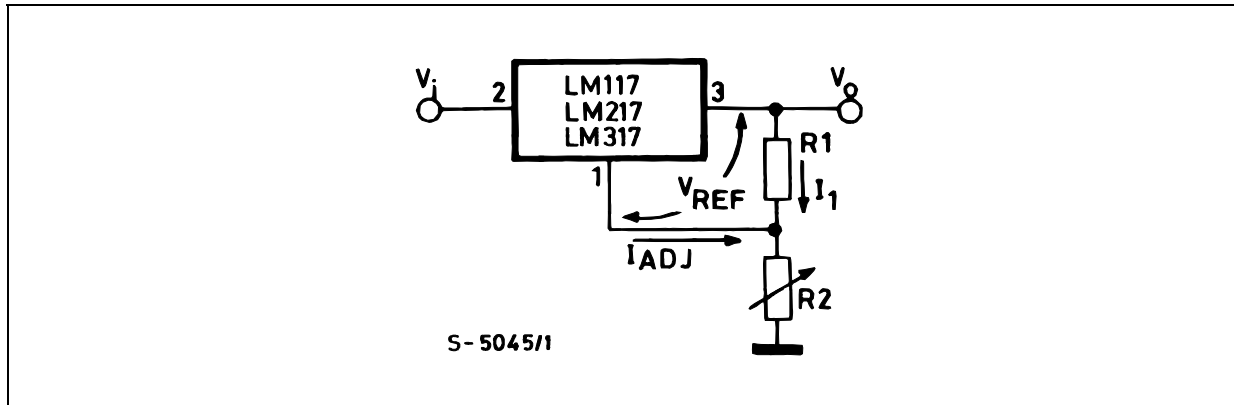 Vi
2
LM117
LM217
LM317
3
VO
1
VREF
R1
I1
IADJ
R2
S-5045/1